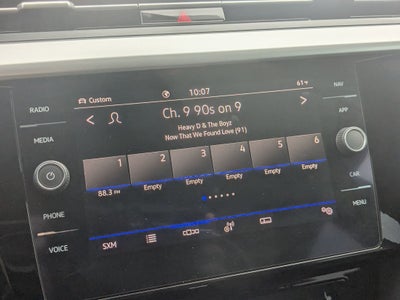 RADIO
MEDIA
PHONE
VOICE
Custom
10:07
61°F
Ch. 9 90s on 9
Heavy D & The Boyz
Now That We Found Love (91)
1 2 3 4 5 6
88.3 FM Empty Empty Empty Empty Empty
SXM
NAV
APP
CAR
MENU